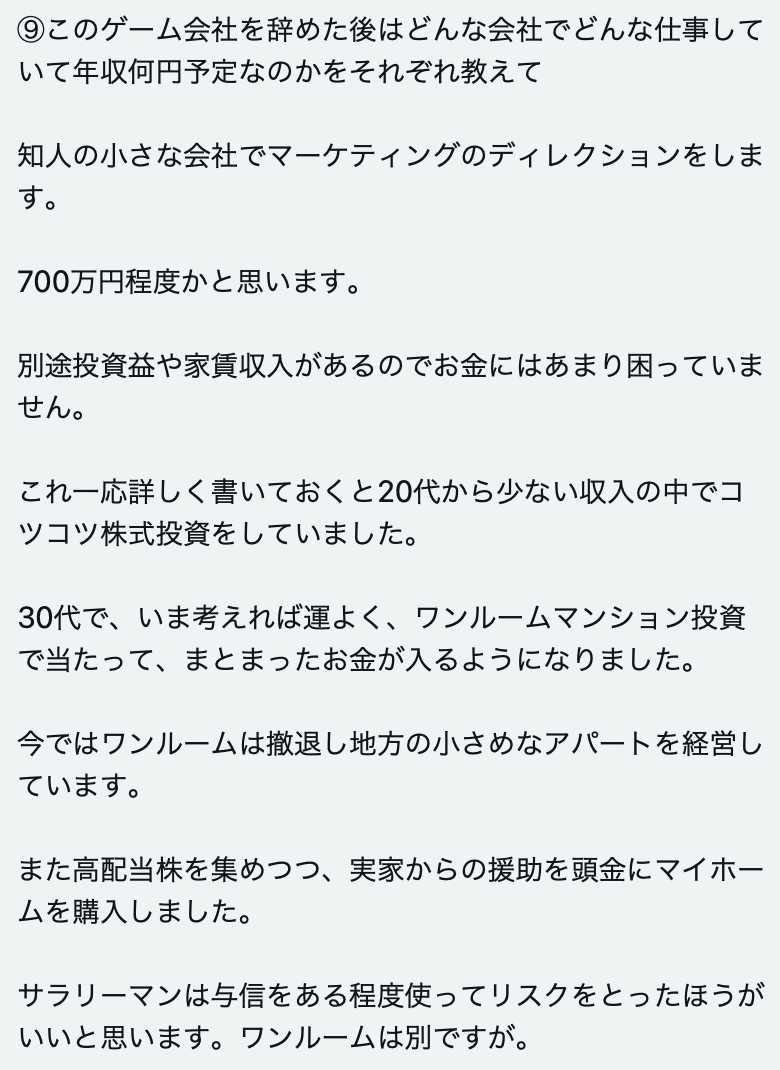 ⑨このゲーム会社を辞めた後はどんな会社でどんな仕事して
いて年収何円予定なのかをそれぞれ教えて
知人の小さな会社でマーケティングのディレクションをしま
す。
700万円程度かと思います。
別途投資益や家賃収入があるのでお金にはあまり困っていま
せん。
これ一応詳しく書いておくと20代から少ない収入の中でコ
ツコツ株式投資をしていました。
30代で、いま考えれば運よく、ワンルームマンション投資
で当たって、まとまったお金が入るようになりました。
今ではワンルームは撤退し地方の小さめなアパートを経営し
ています。
また高配当株を集めつつ、実家からの援助を頭金にマイホー
ムを購入しました。
サラリーマンは与信をある程度使ってリスクをとったほうが
いいと思います。ワンルームは別ですが。